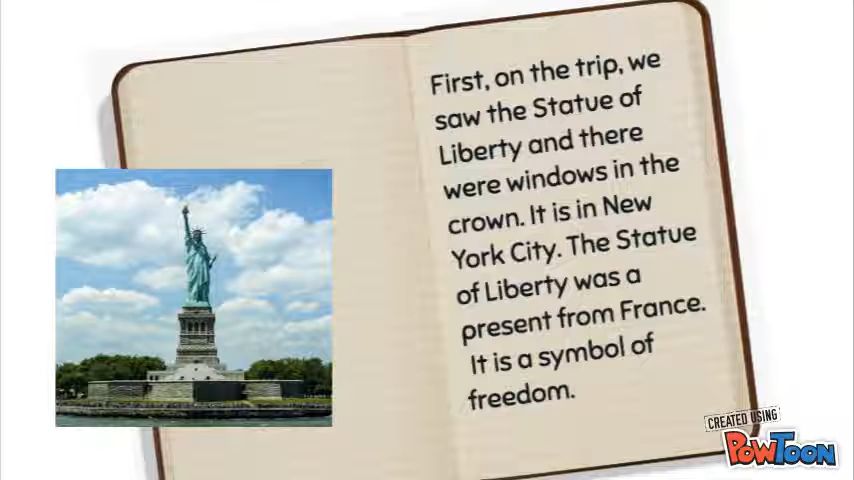 First, on the trip, we
saw the Statue of
Liberty and there
were windows in the
crown. It is in New
York City. The Statue
of Liberty was a
present from France.
It is a symbol of
freedom.
CREATED USING
POWTOON